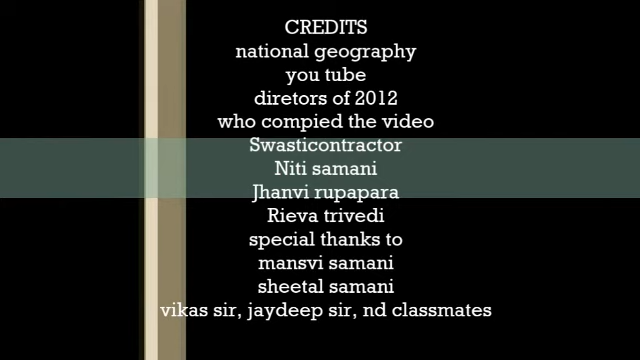 CREDITS
national geography
you tube
diretors of 2012
who compied the video
Swasticontractor
Niti samani
Jhanvi rupapara
Rieva trivedi
special thanks to
mansvi samani
sheetal samani
vikas sir, jaydeep sir, nd classmates